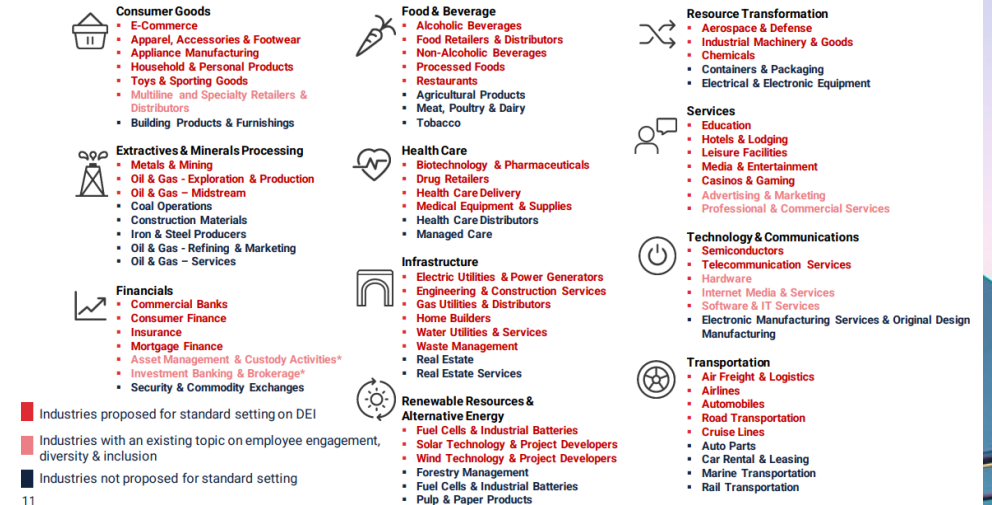 Consumer Goods
E-Commerce
Apparel, Accessories & Footwear
Appliance Manufacturing
Household & Personal Products
Toys & Sporting Goods
Multiline and Specialty Retailers &
Distributors
Building Products & Furnishings
Extractives & Minerals Processing
Metals & Mining
Oil & Gas - Exploration & Production
Oil & Gas – Midstream
Coal Operations
Construction Materials
Iron & Steel Producers
Oil & Gas - Refining & Marketing
Oil & Gas – Services
Financials
Commercial Banks
Consumer Finance
Insurance
Mortgage Finance
Asset Management & Custody Activities*
Investment Banking & Brokerage*
Security & Commodity Exchanges
Industries proposed for standard setting on DEI
Industries with an existing topic on employee engagement,
diversity & inclusion
Industries not proposed for standard setting
11
Food & Beverage
Alcoholic Beverages
Food Retailers & Distributors
Non-Alcoholic Beverages
Processed Foods
Restaurants
Agricultural Products
Meat, Poultry & Dairy
Tobacco
Health Care
Biotechnology & Pharmaceuticals
Drug Retailers
Health Care Delivery
Medical Equipment & Supplies
Health Care Distributors
Managed Care
Infrastructure
Electric Utilities & Power Generators
Engineering & Construction Services
Gas Utilities & Distributors
Home Builders
Water Utilities & Services
Waste Management
Real Estate
Real Estate Services
Renewable Resources &
Alternative Energy
Fuel Cells & Industrial Batteries
Solar Technology & Project Developers
Wind Technology & Project Developers
Forestry Management
Fuel Cells & Industrial Batteries
Pulp & Paper Products
Resource Transformation
Aerospace & Defense
Industrial Machinery & Goods
Chemicals
Containers & Packaging
Electrical & Electronic Equipment
Services
Education
Hotels & Lodging
Leisure Facilities
Media & Entertainment
Casinos & Gaming
Advertising & Marketing
Professional & Commercial Services
Technology & Communications
Semiconductors
Telecommunication Services
Hardware
Internet Media & Services
Software & IT Services
Electronic Manufacturing Services & Original Design
Manufacturing
Transportation
Air Freight & Logistics
Airlines
Automobiles
Road Transportation
Cruise Lines
Auto Parts
Car Rental & Leasing
Marine Transportation
Rail Transportation